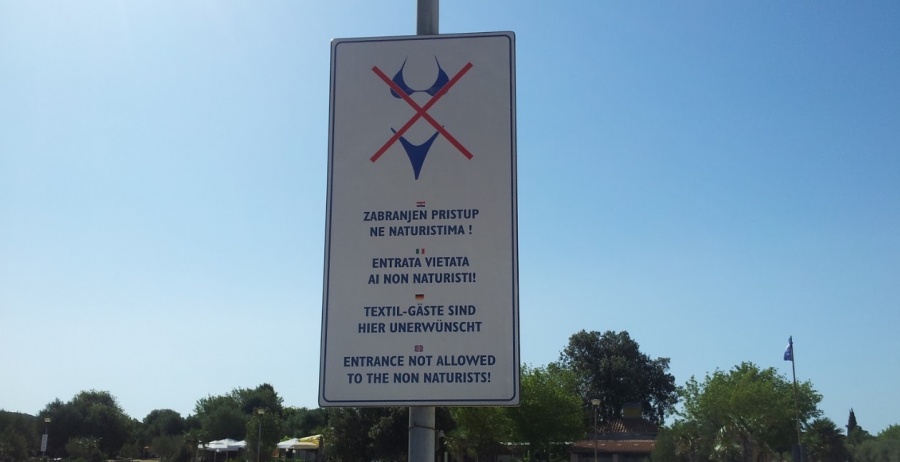 ZABRANJEN PRISTUP
NE NATURISTIMA !
ENTRATA VIETATA
AI NON NATURISTI!
TEXTIL-GÄSTE SIND
HIER UNERWÜNSCHT
ENTRANCE NOT ALLOWED
TO THE NON NATURISTS!